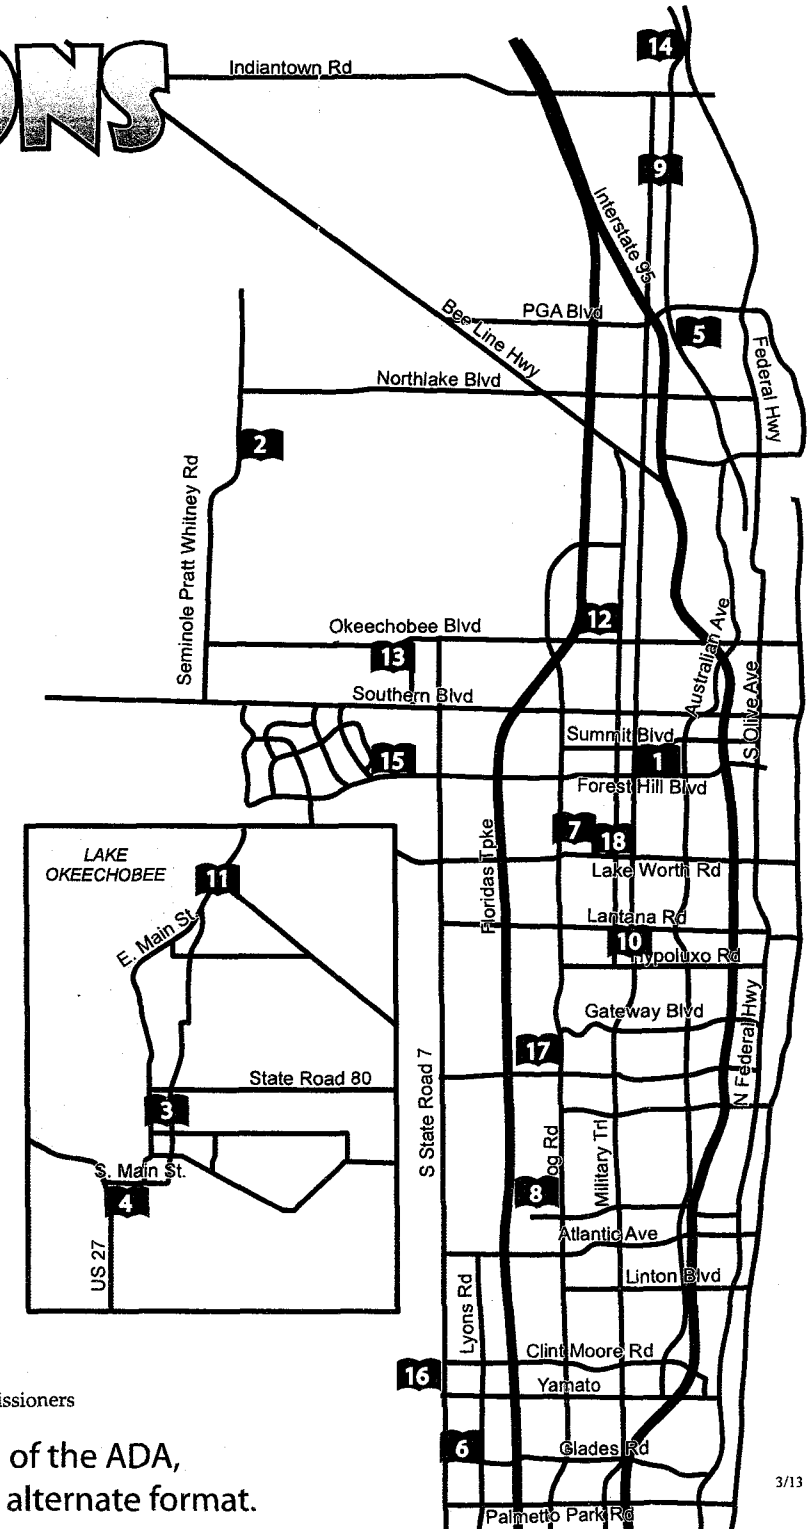 ONS
Indiantown Rd
14
9
Interstate 95
Bee Line Hwy
PGA Blvd
5
Federal Hwy
Northlake Blvd
2
Seminole Pratt Whitney Rd
12
Okeechobee Blvd
13
Australian Ave
Southern Blvd
S Olive Ave
Summit Blvd
15
1
Forest Hill Blvd
Floridas Tpke
7
18
Lake Worth Rd
LAKE
OKEECHOBEE
11
E. Main St.
Lantana Rd
10
Hypoluxo Rd
Gateway Blvd
17
N Federal Hwy
State Road 80
3
S State Road 7
og Rd
Military Trl
S. Main St.
4
8
Atlantic Ave
US 27
Linton Blvd
Lyons Rd
Clint Moore Rd
16
Yamato
issioners
6
Glades Rd
of the ADA,
alternate format.
3/13
Palmetto Park Rd